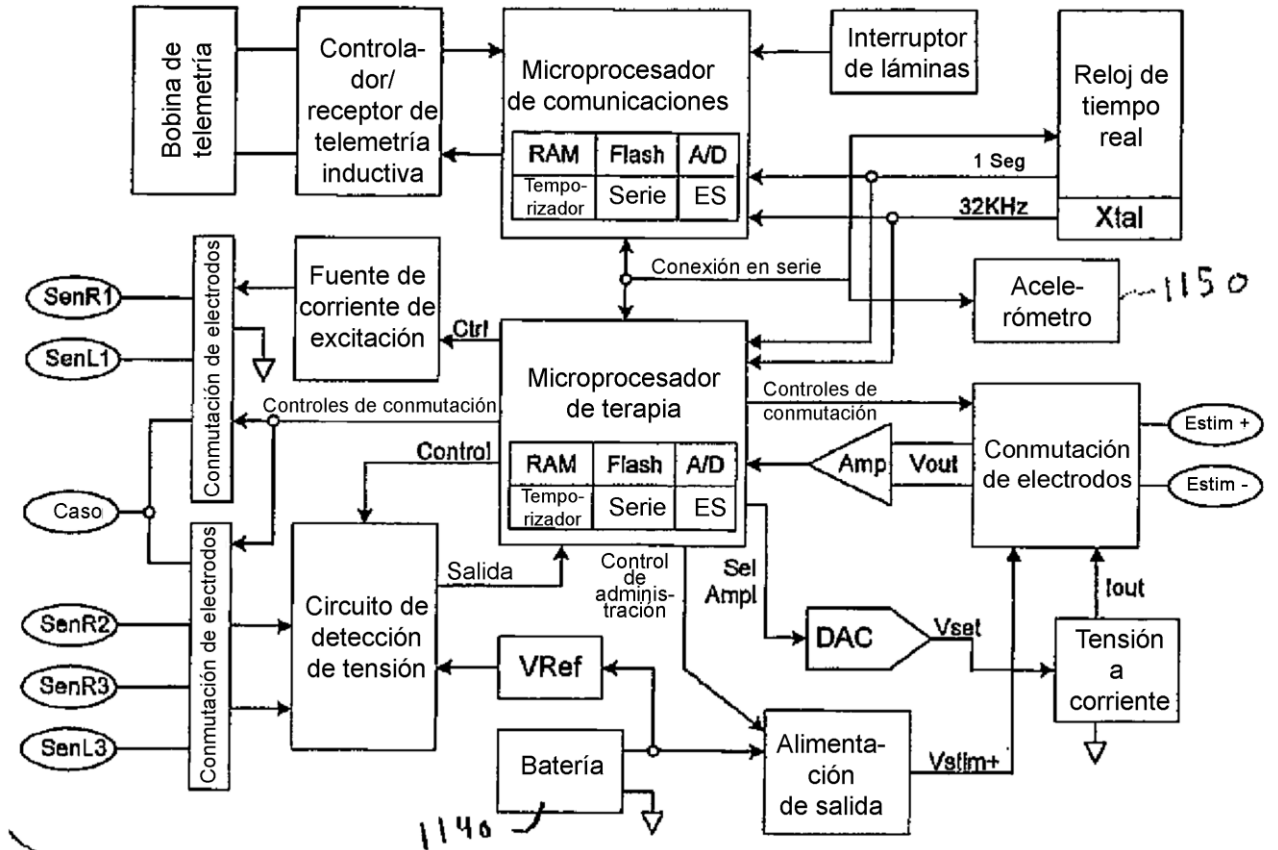 Bobina de
telemetría
Controla-
dor/
receptor de
telemetría
inductiva
Microprocesador
de comunicaciones
RAM Flash A/D
Tempo-
rizador
Serie
ES
Interruptor
de láminas
Reloj de
tiempo
real
Xtal
1 Seg
32KHz
Conexión en serie
Acele-
rómetro
1150
SenR1
SenL1
Conmutación de electrodos
Fuente de
corriente de
excitación
Ctrl
Microprocesador
de terapia
RAM Flash A/D
Tempo-
rizador
Serie
ES
Controles de conmutación
Control
Controles de
conmutación
Amp
Vout
Conmutación
de electrodos
Estim +
Estim -
Caso
SenR2
SenR3
SenL3
Conmutación de electrodos
Circuito de
detección
de tensión
Salida
Control
de
adminis-
tración
Sel
Ampl
DAC
Vset
Iout
Tensión
a
corriente
VRef
Batería
1140
Alimenta-
ción
de salida
Vstim+